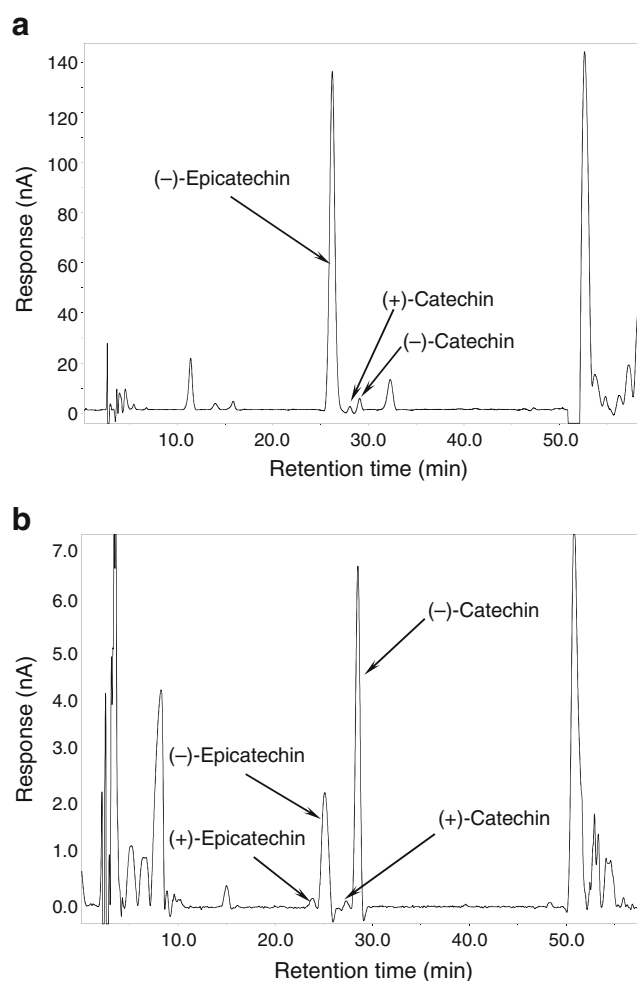 a
140
120
100
80
60
40
20
0
Response (nA)
(–)-Epicatechin
(+)-Catechin
(–)-Catechin
10.0 20.0 30.0 40.0 50.0
Retention time (min)
b
7.0
6.0
5.0
4.0
3.0
2.0
1.0
0.0
Response (nA)
(–)-Catechin
(–)-Epicatechin
(+)-Epicatechin
(+)-Catechin
10.0 20.0 30.0 40.0 50.0
Retention time (min)